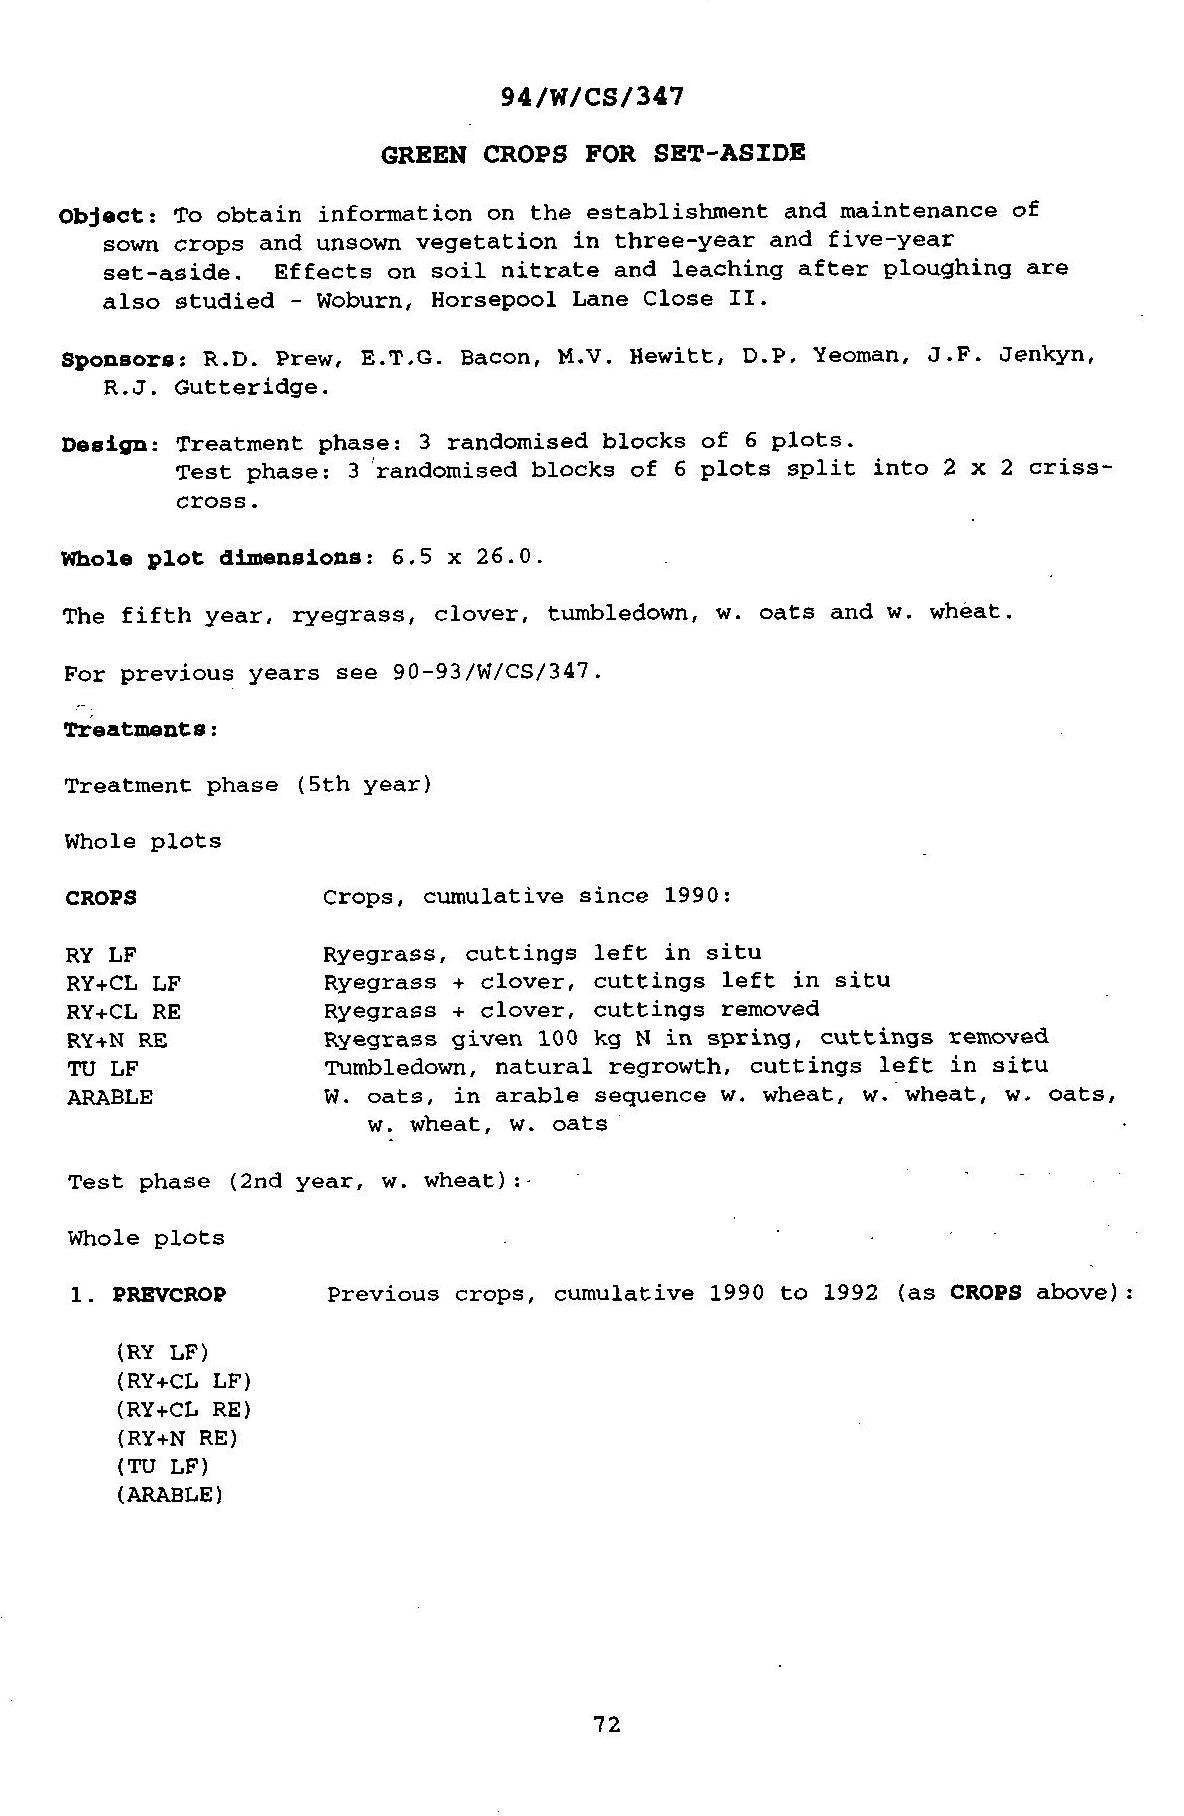 94/W/CS/347
GREEN CROPS FOR SET-ASIDE
Object: To obtain information on the establishment and maintenance of
sown crops and unsown vegetation in three-year and five-year
set-aside. Effects on soil nitrate and leaching after ploughing are
also studied - Woburn, Horsepool Lane Close II.
Sponsors: R.D. Prew, E.T.G. Bacon, M.V. Hewitt, D.P. Yeoman, J.F. Jenkyn,
R.J. Gutteridge.
Design: Treatment phase: 3 randomised blocks of 6 plots.
Test phase: 3 randomised blocks of 6 plots split into 2 x 2 criss-
cross.
Whole plot dimensions: 6.5 x 26.0.
The fifth year, ryegrass, clover, tumbledown, w. oats and w. wheat.
For previous years see 90-93/W/CS/347.
Treatments:
Treatment phase (5th year)
Whole plots
CROPS Crops, cumulative since 1990:
RY LF Ryegrass, cuttings left in situ
RY+CL LF Ryegrass + clover, cuttings left in situ
RY+CL RE Ryegrass + clover, cuttings removed
RY+N RE Ryegrass given 100 kg N in spring, cuttings removed
TU LF Tumbledown, natural regrowth, cuttings left in situ
ARABLE W. oats, in arable sequence w. wheat, w. wheat, w. oats,
w. wheat, w. oats
Test phase (2nd year, w. wheat):
Whole plots
1. PREVCROP Previous crops, cumulative 1990 to 1992 (as CROPS above):
(RY LF)
(RY+CL LF)
(RY+CL RE)
(RY+N RE)
(TU LF)
(ARABLE)
72